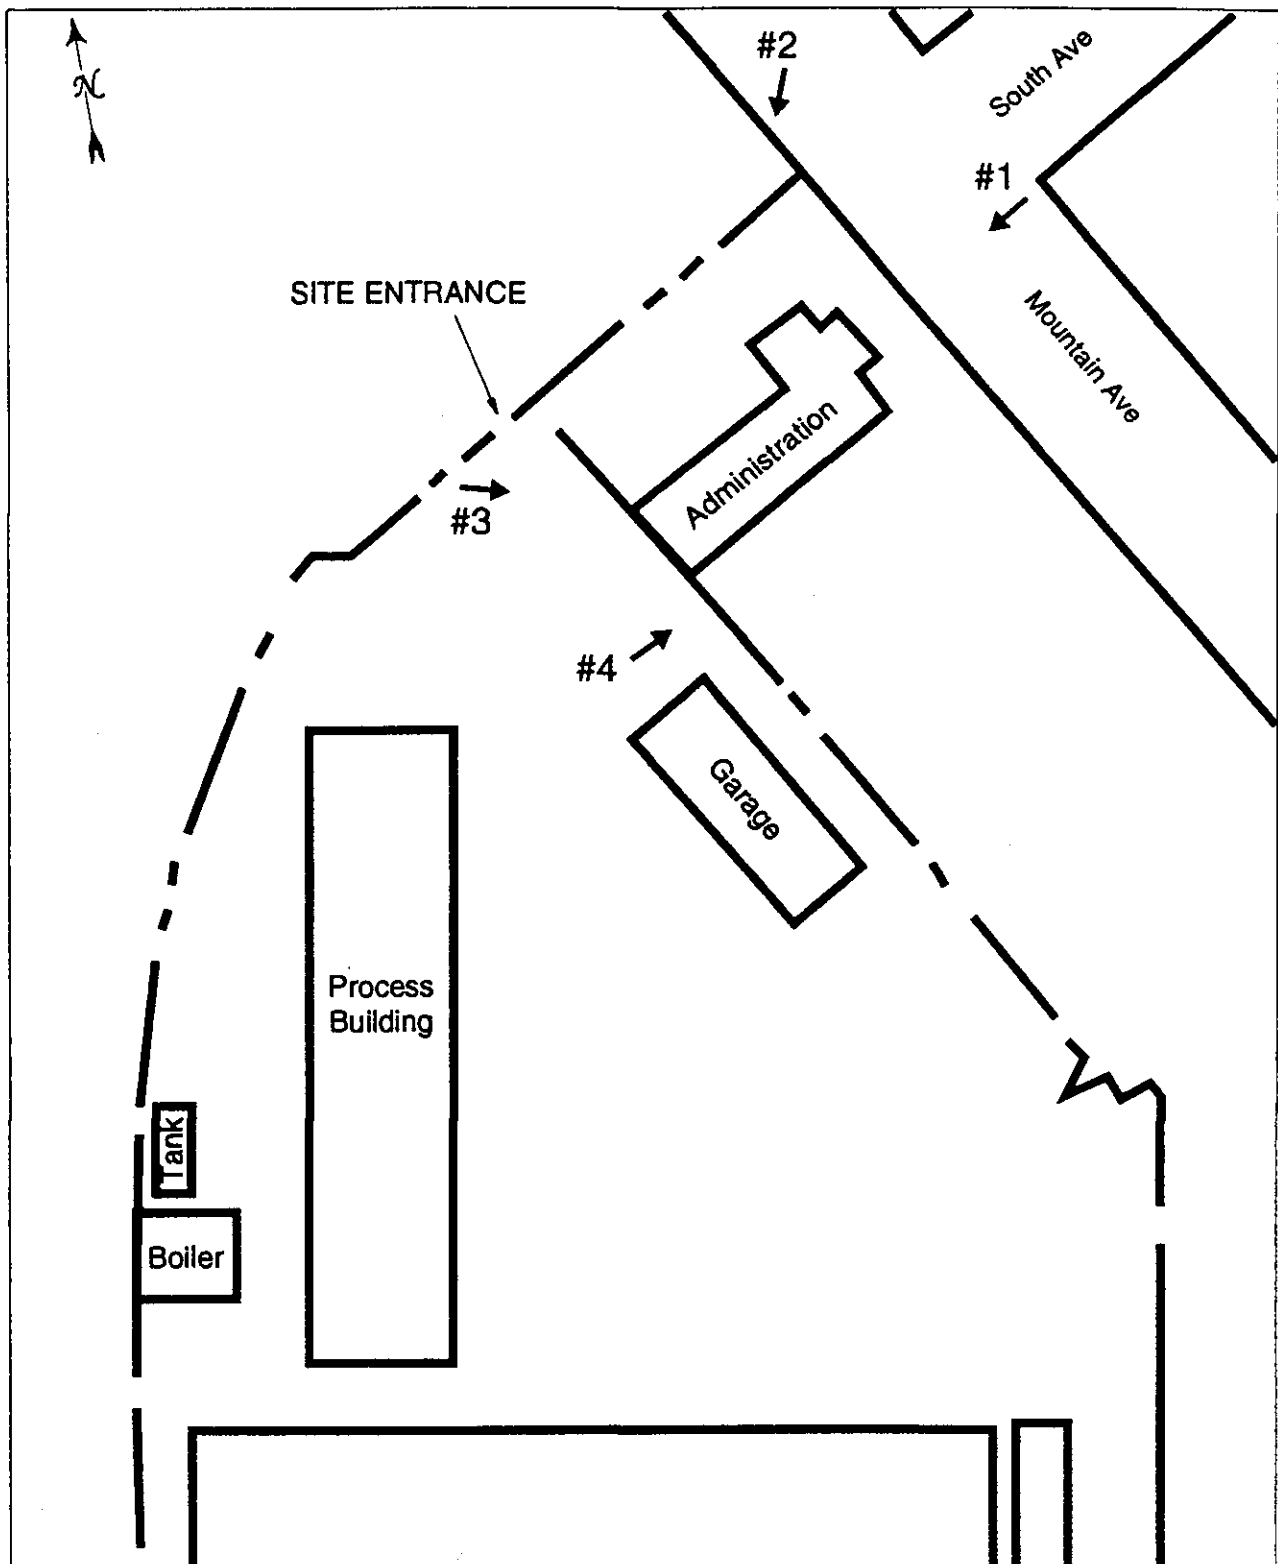 N
#2
South Ave
#1
SITE ENTRANCE
Mountain Ave
Administration
#3
#4
Garage
Process
Building
Tank
Boiler